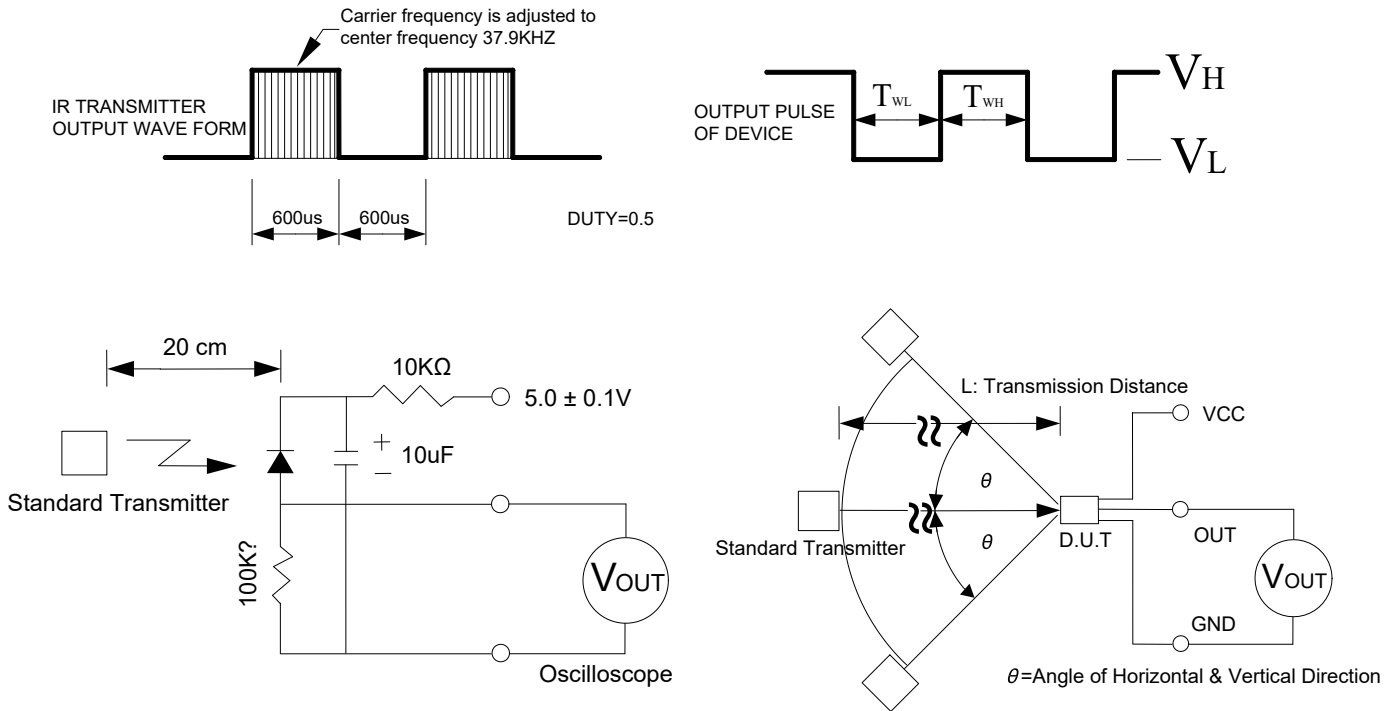 Carrier frequency is adjusted to
center frequency 37.9KHZ
IR TRANSMITTER
OUTPUT WAVE FORM
600us
600us
DUTY=0.5
OUTPUT PULSE
OF DEVICE
TWL
TWH
VH
VL
20 cm
10KΩ
5.0 ± 0.1V
+
10uF
−
Standard Transmitter
100K?
VOUT
Oscilloscope
L: Transmission Distance
VCC
θ
Standard Transmitter
θ
D.U.T
OUT
VOUT
GND
θ=Angle of Horizontal & Vertical Direction